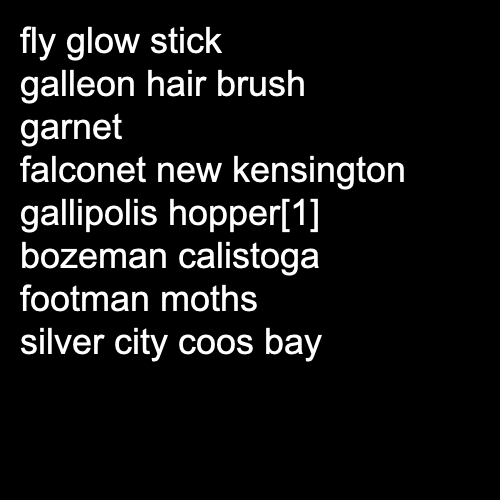 fly glow stick
galleon hair brush
garnet
falconet new kensington
gallipolis hopper[1]
bozeman calistoga
footman moths
silver city coos bay